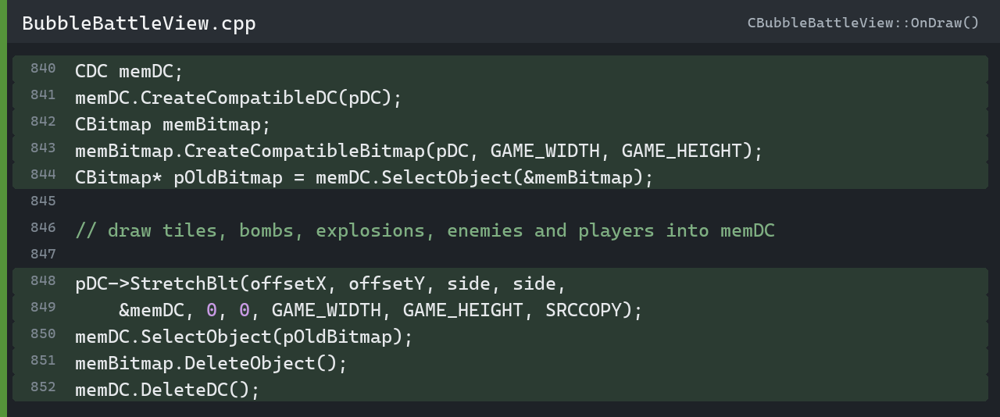 BubbleBattleView.cpp
CBubbleBattleView::OnDraw()
840 CDC memDC;
841 memDC.CreateCompatibleDC(pDC);
842 CBitmap memBitmap;
843 memBitmap.CreateCompatibleBitmap(pDC, GAME_WIDTH, GAME_HEIGHT);
844 CBitmap* pOldBitmap = memDC.SelectObject(&memBitmap);
845
846 // draw tiles, bombs, explosions, enemies and players into memDC
847
848 pDC->StretchBlt(offsetX, offsetY, side, side,
849     &memDC, 0, 0, GAME_WIDTH, GAME_HEIGHT, SRCCOPY);
850 memDC.SelectObject(pOldBitmap);
851 memBitmap.DeleteObject();
852 memDC.DeleteDC();